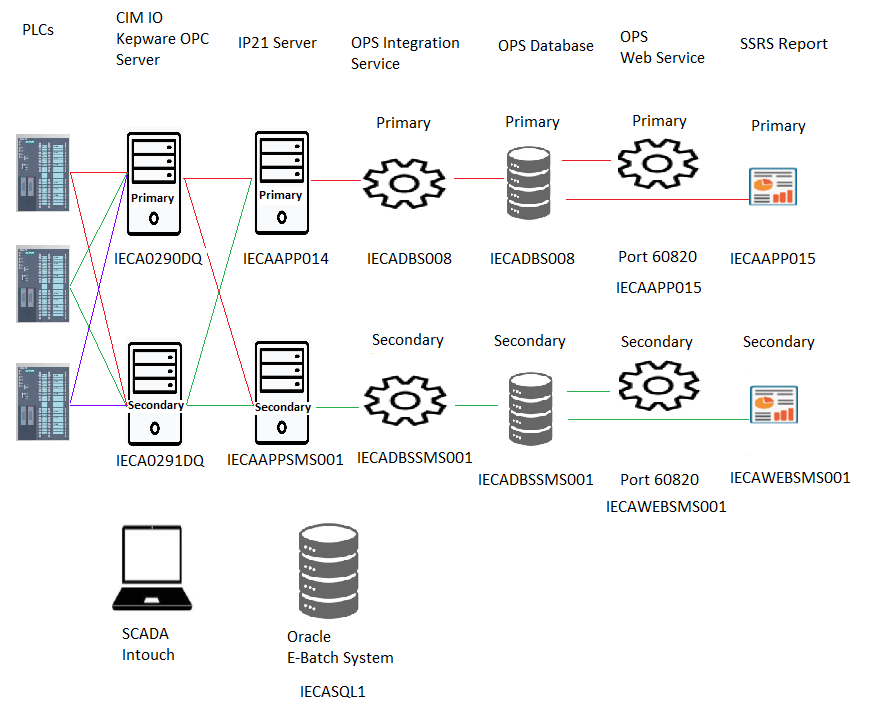 PLCs
CIM IO
Kepware OPC
Server
IP21 Server
OPS Integration
Service
OPS Database
OPS
Web Service
SSRS Report
Primary
Primary
Primary
Primary
Primary
Primary
IECA0290DQ
IECAAPP014
IECADBS008
IECADBS008
Port 60820
IECAAPP015
IECAAPP015
Secondary
Secondary
Secondary
Secondary
Secondary
Secondary
IECA0291DQ
IECAAPPSMS001
IECADBSSMS001
IECADBSSMS001
Port 60820
IECAWEBSMS001
IECAWEBSMS001
SCADA
Intouch
Oracle
E-Batch System
IECASQL1